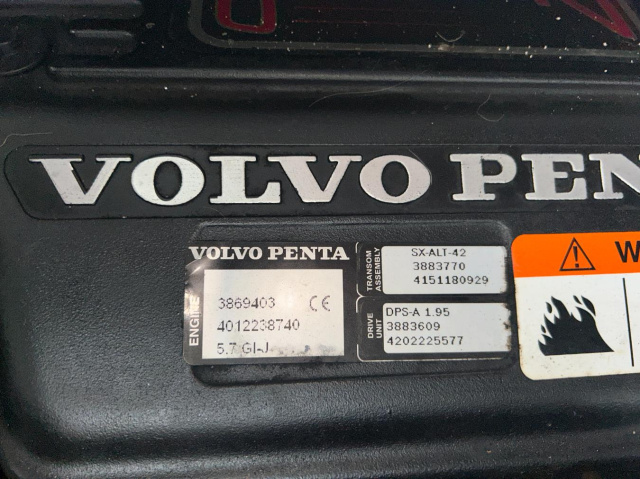 VOLVO PEN
VOLVO PENTA
ENGINE
3869403 CE
4012238740
5.7 GI-J
TRANSOM
ASSEMBLY
SX-ALT-42
3883770
4151180929
DRIVE
UNIT
DPS-A 1.95
3883609
4202225577